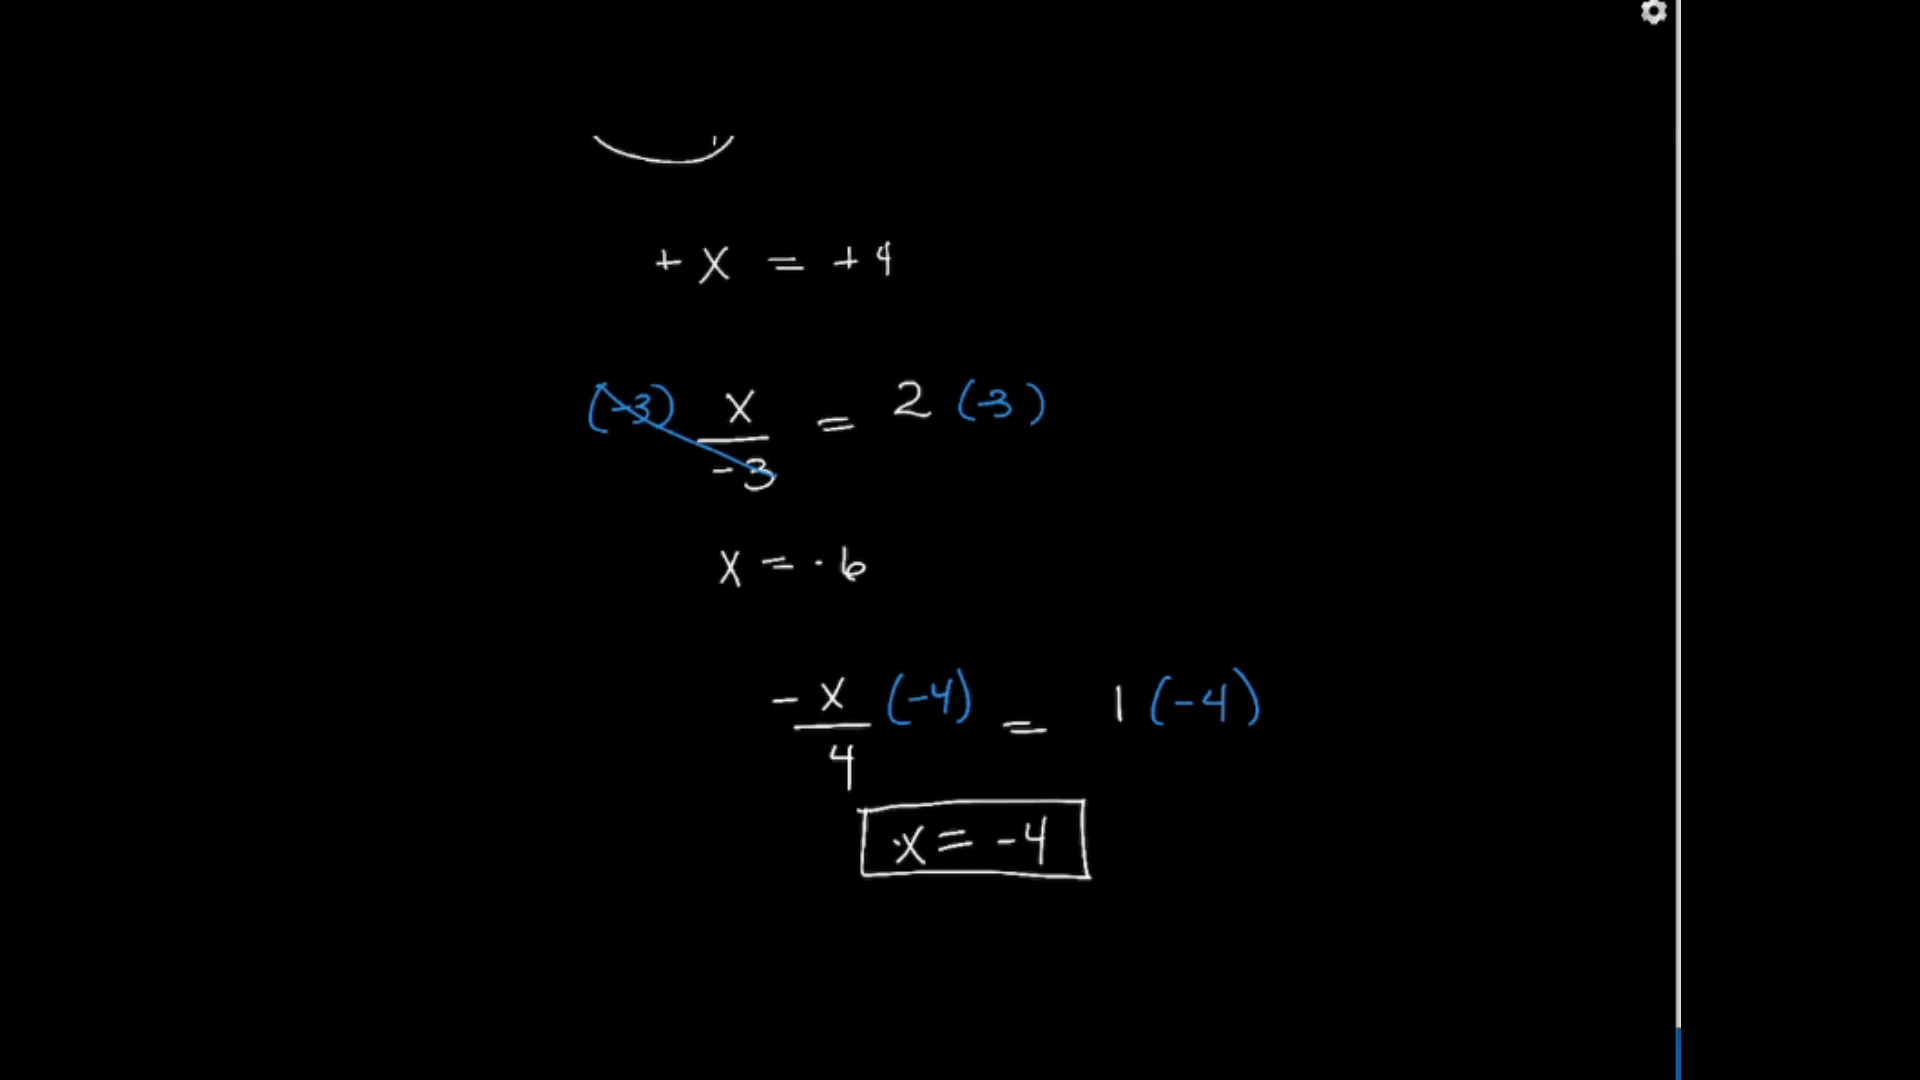 + x = + 4
(-3) x/-3 = 2 (-3)
x = -6
-x/4 (-4) = 1 (-4)
x = -4